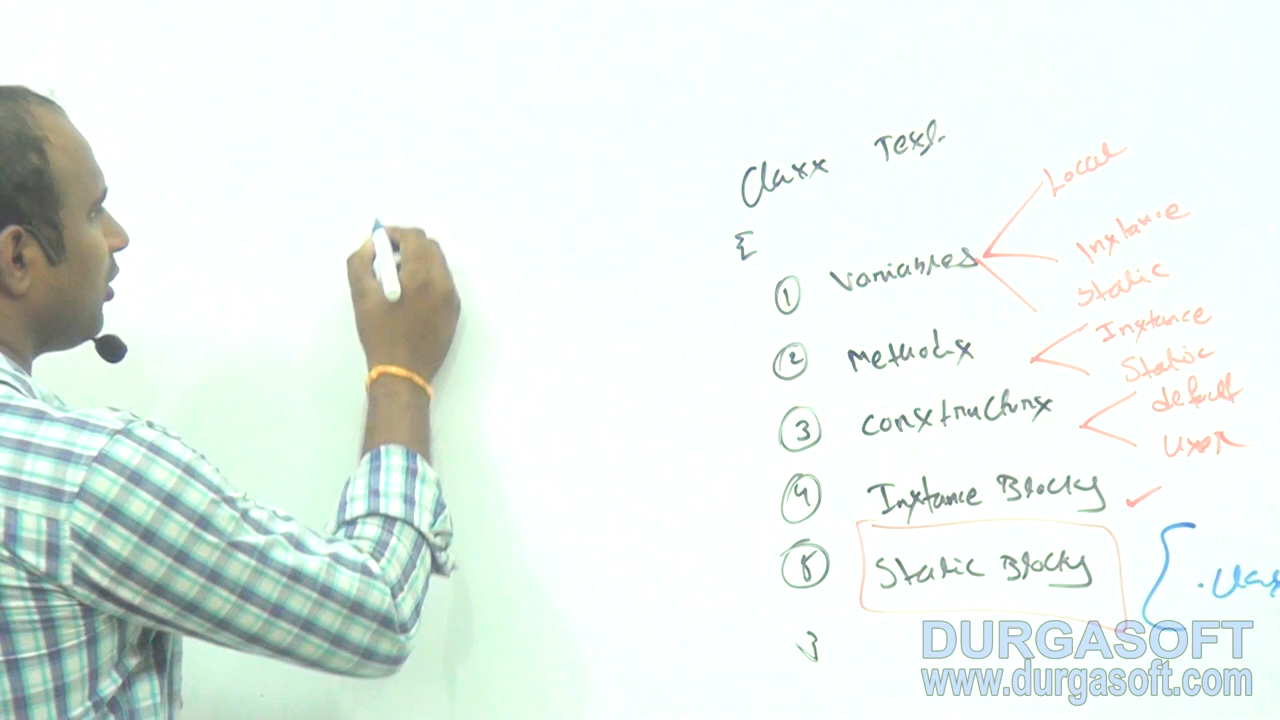 Class Test
{
① Variables
Local
Instance
Static
② Methods
Instance
Static
③ Constructors
default
User
④ Instance Blocks ✓
⑤ Static Blocks
.Clas
}
DURGASOFT
www.durgasoft.com